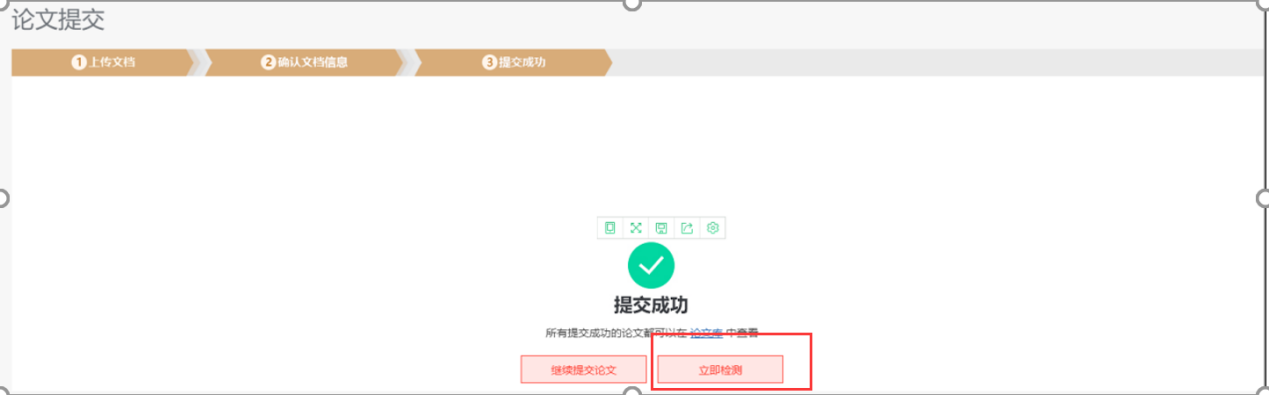 论文提交
1 上传文档
2 确认文档信息
3 提交成功
提交成功
所有提交成功的论文都可以在 论文库 中查看
继续提交论文
立即检测